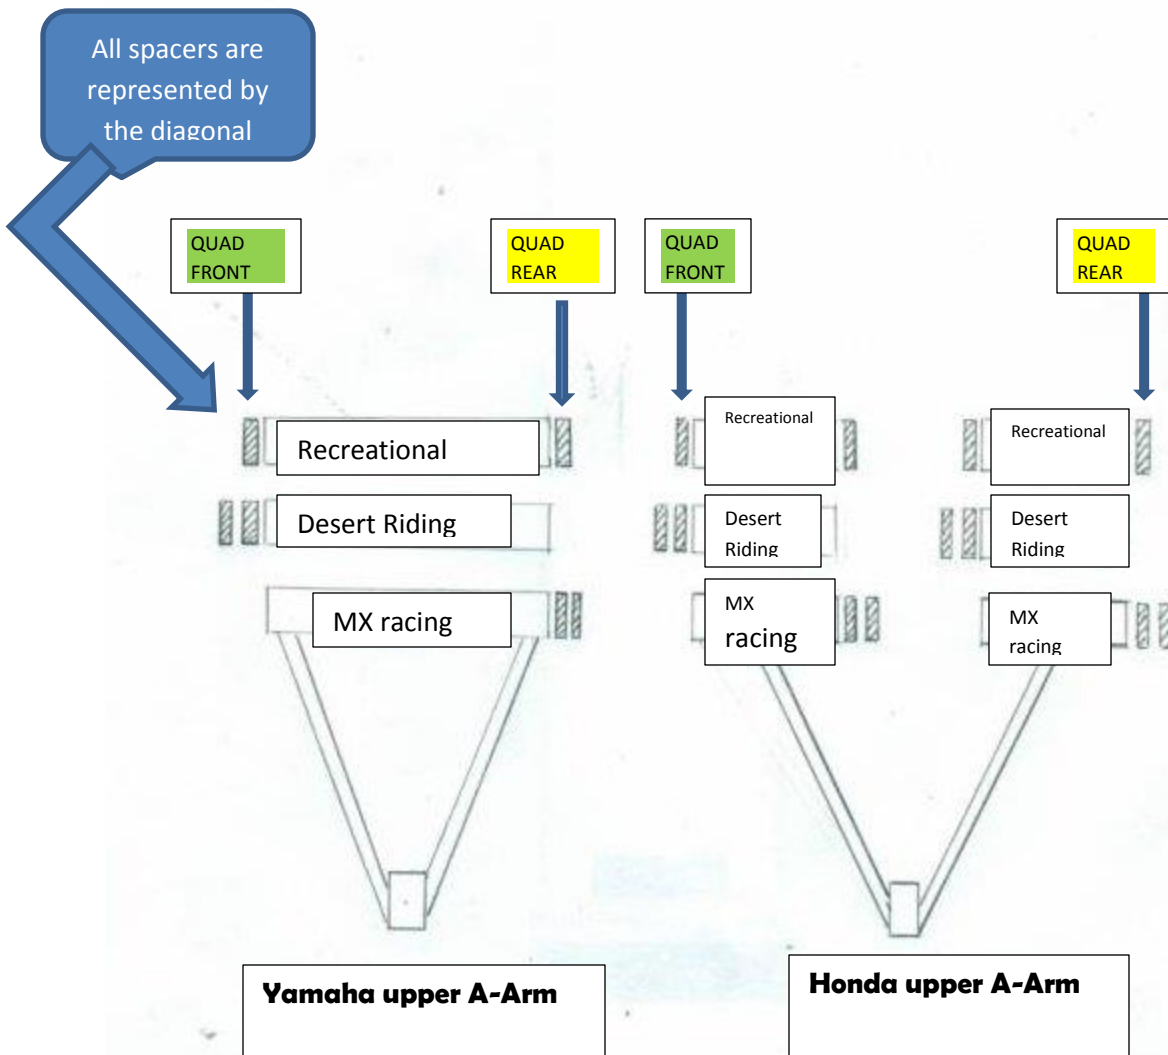 All spacers are
represented by
the diagonal
QUAD
FRONT
QUAD
REAR
QUAD
FRONT
QUAD
REAR
Recreational
Recreational
Recreational
Desert Riding
Desert
Riding
Desert
Riding
MX racing
MX
racing
MX
racing
Yamaha upper A-Arm
Honda upper A-Arm